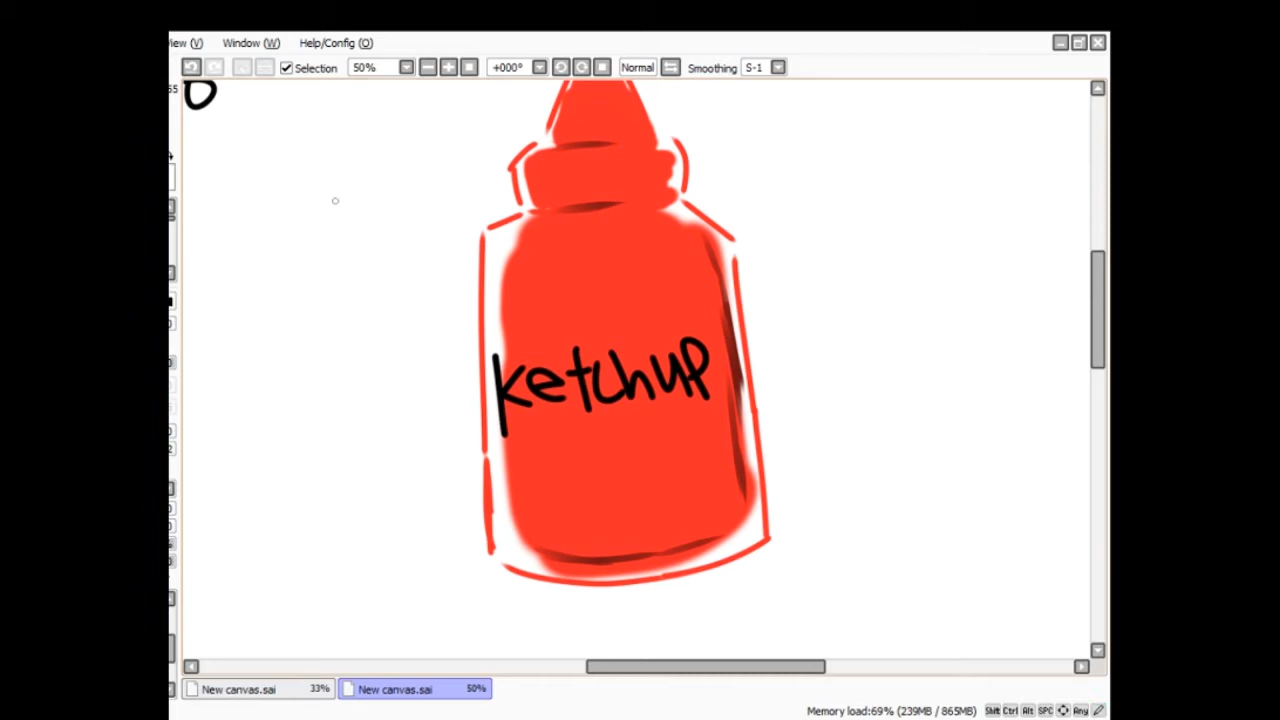 iew (V) Window (W) Help/Config (O)
Selection 50% +000° Normal Smoothing S-1
65
ketchup
New canvas.sai 33% New canvas.sai 50%
Memory load:69% (239MB / 865MB) Shift Ctrl Alt SPC Any